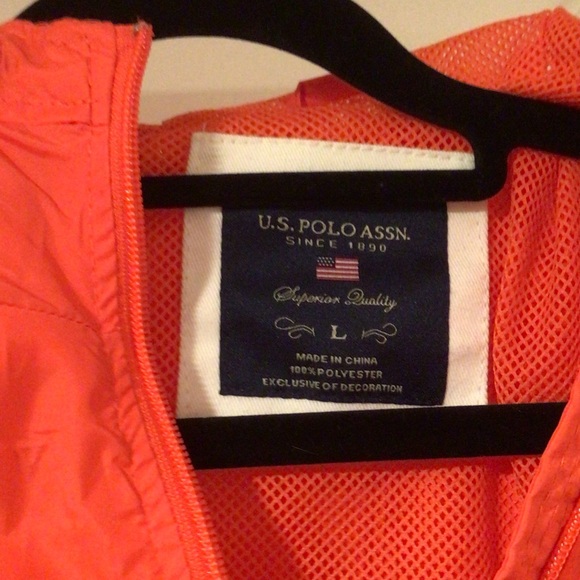 U.S. POLO ASSN.
SINCE 1890
Superior Quality
L
MADE IN CHINA
100% POLYESTER
EXCLUSIVE OF DECORATION